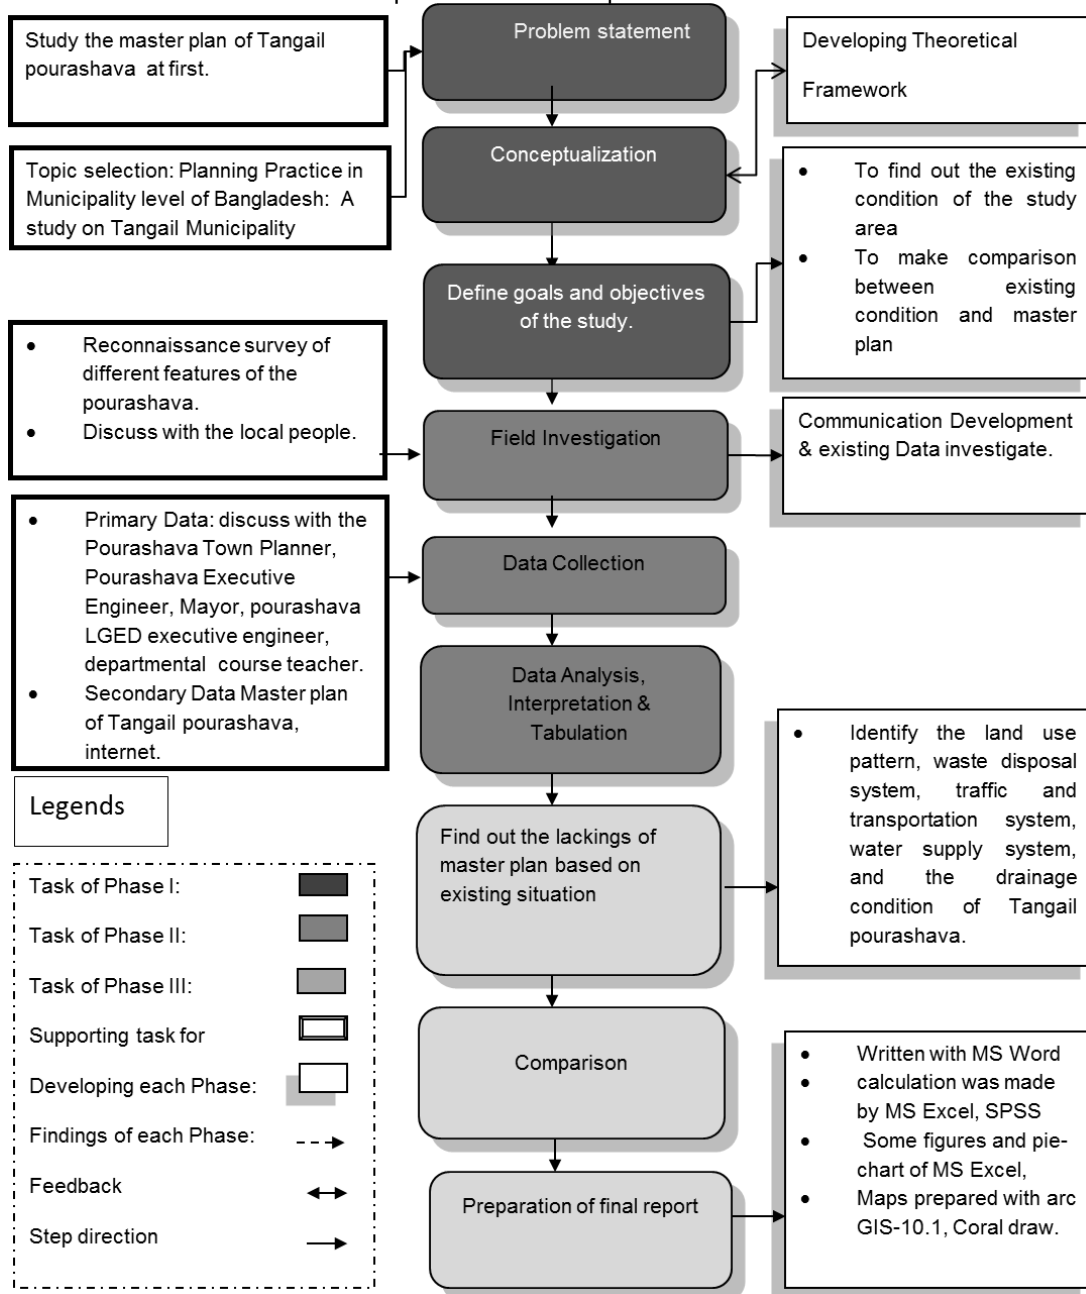 Study the master plan of Tangail
pourashava at first.
Topic selection: Planning Practice in
Municipality level of Bangladesh: A
study on Tangail Municipality
Problem statement
Developing Theoretical
Framework
Conceptualization
• To find out the existing
condition of the study
area
• To make comparison
between existing
condition and master
plan
Define goals and objectives
of the study.
• Reconnaissance survey of
different features of the
pourashava.
• Discuss with the local people.
Field Investigation
Communication Development
& existing Data investigate.
• Primary Data: discuss with the
Pourashava Town Planner,
Pourashava Executive
Engineer, Mayor, pourashava
LGED executive engineer,
departmental course teacher.
• Secondary Data Master plan
of Tangail pourashava,
internet.
Data Collection
Data Analysis,
Interpretation &
Tabulation
Find out the lackings of
master plan based on
existing situation
• Identify the land use
pattern, waste disposal
system, traffic and
transportation system,
water supply system,
and the drainage
condition of Tangail
pourashava.
Comparison
Preparation of final report
• Written with MS Word
• calculation was made
by MS Excel, SPSS
• Some figures and pie-
chart of MS Excel,
• Maps prepared with arc
GIS-10.1, Coral draw.
Legends
Task of Phase I:
Task of Phase II:
Task of Phase III:
Supporting task for
Developing each Phase:
Findings of each Phase:
Feedback
Step direction